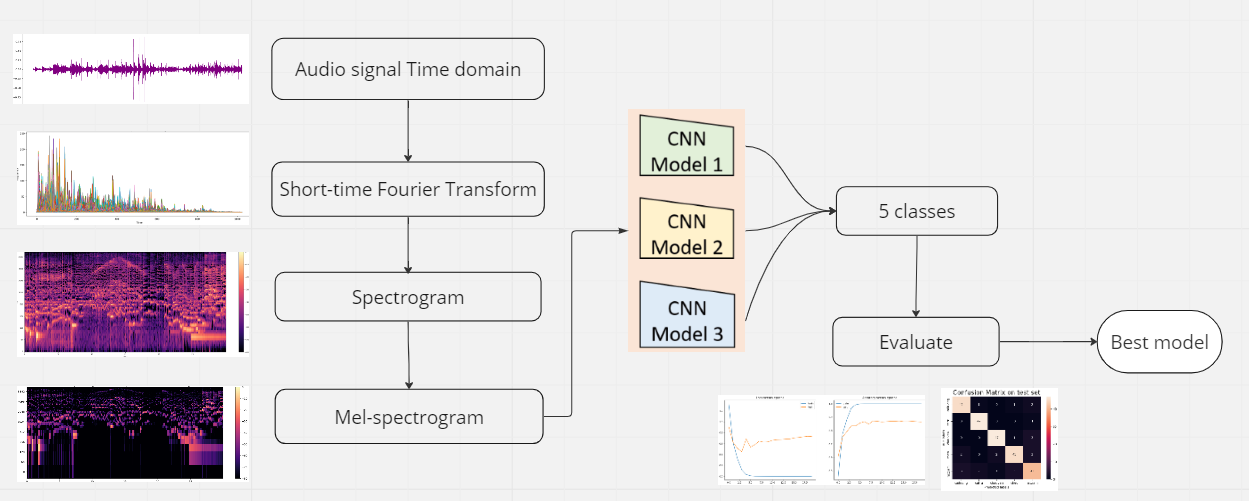 Audio signal Time domain
Short-time Fourier Transform
Spectrogram
Mel-spectrogram
CNN
Model 1
CNN
Model 2
CNN
Model 3
5 classes
Evaluate
Best model
Confusion Matrix on test set